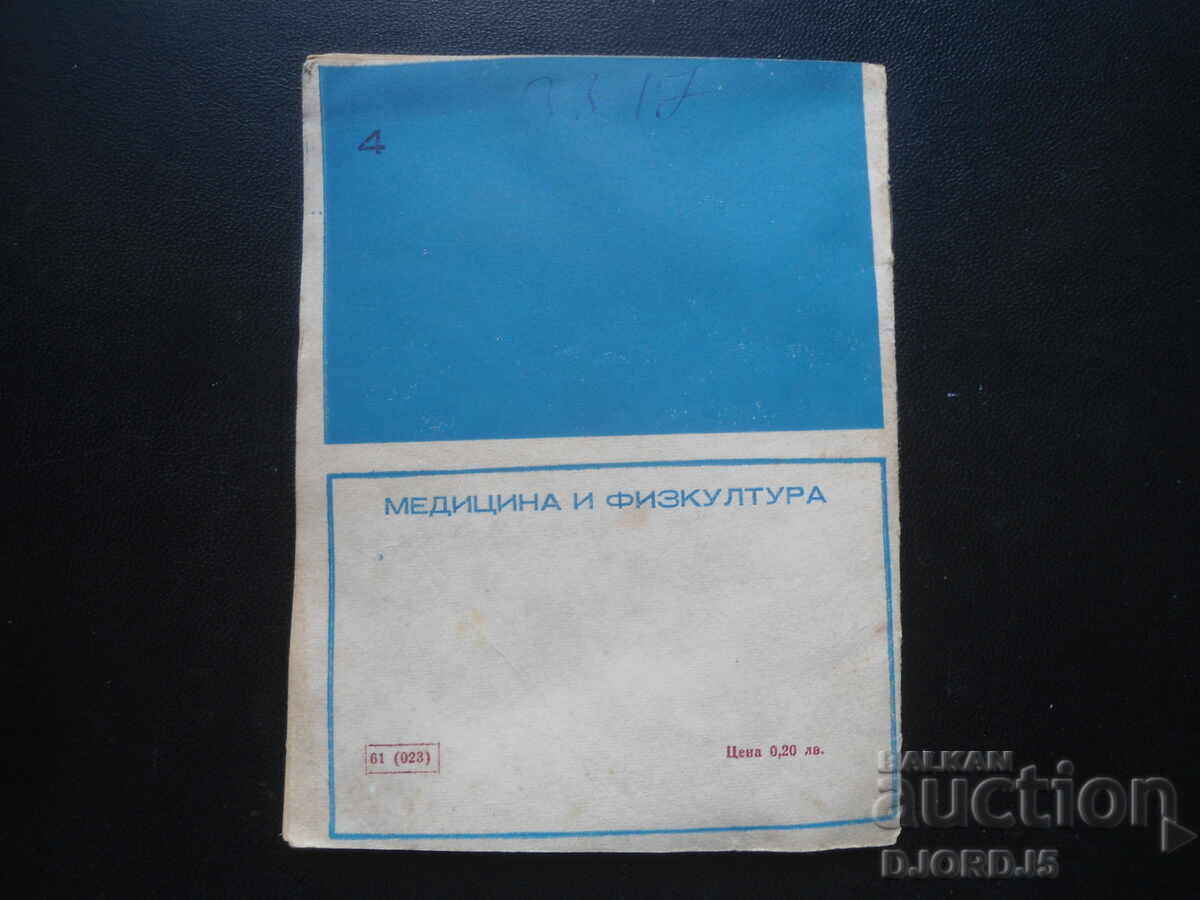 4
МЕДИЦИНА И ФИЗКУЛТУРА
61 (023)
Цена 0,20 лв.
BALKAN
auction
DJORDJ5